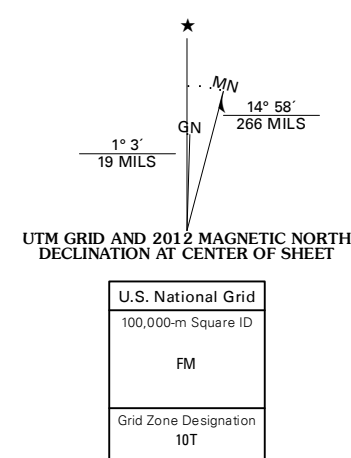 ★
MN
GN
14° 58´
266 MILS
1° 3´
19 MILS
UTM GRID AND 2012 MAGNETIC NORTH
DECLINATION AT CENTER OF SHEET
U.S. National Grid
100,000-m Square ID
FM
Grid Zone Designation
10T